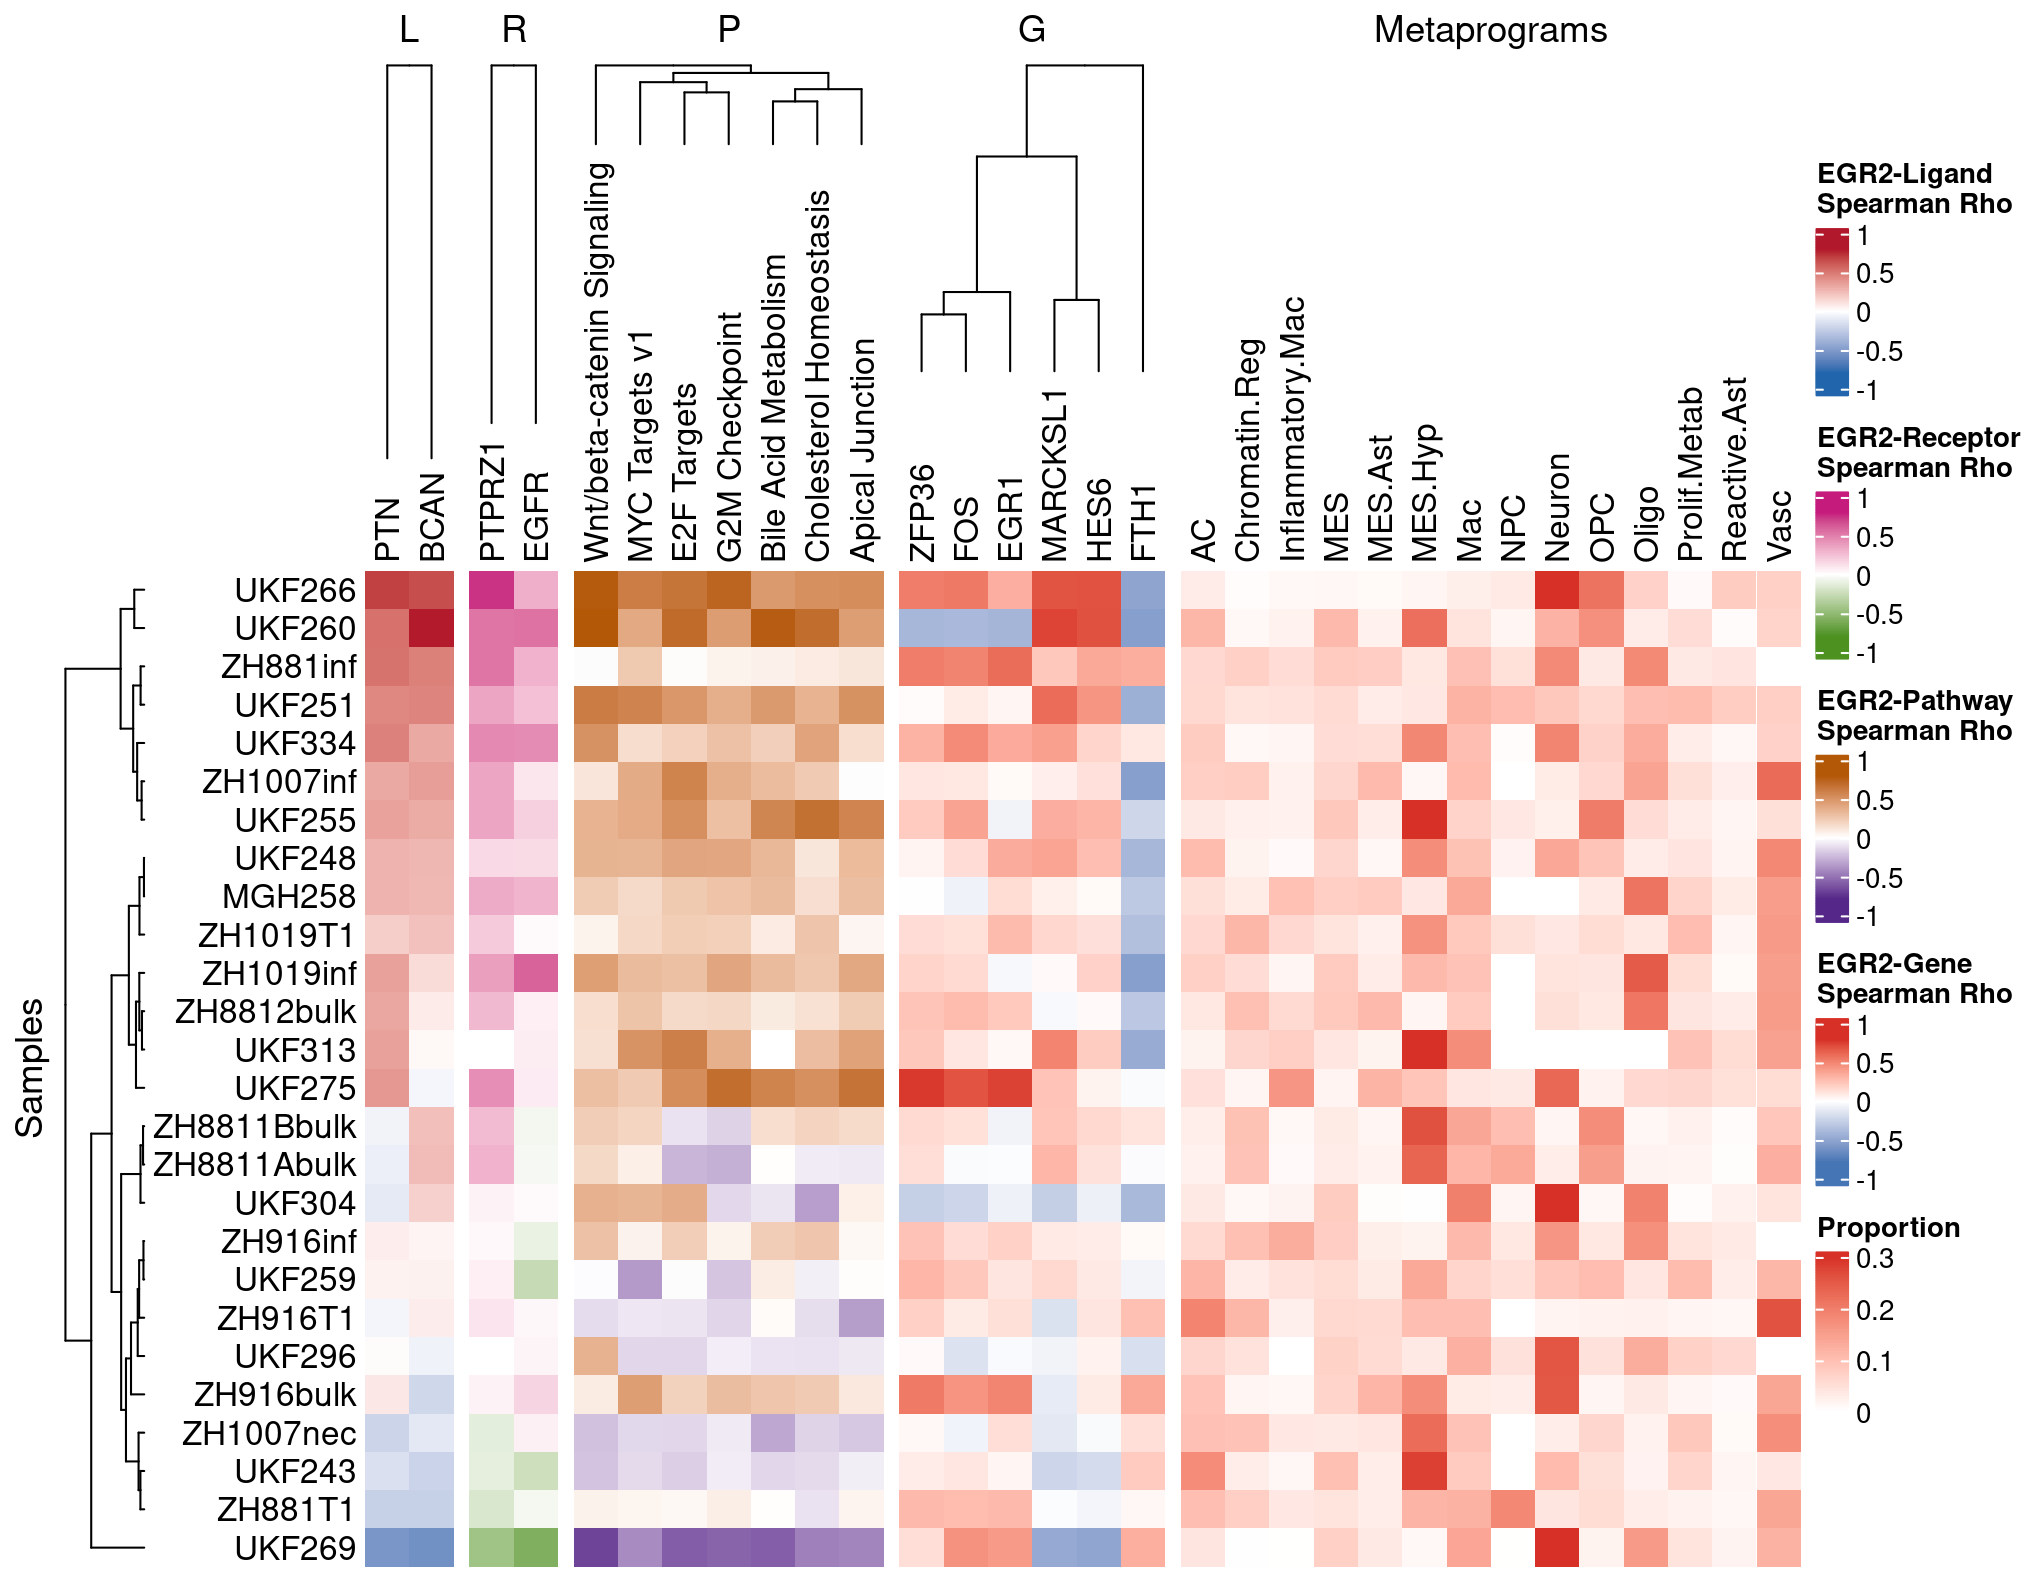 L R P G Metaprograms
Wnt/beta-catenin Signaling
MYC Targets v1
E2F Targets
G2M Checkpoint
Bile Acid Metabolism
Cholesterol Homeostasis
Apical Junction
PTN
BCAN
PTPRZ1
EGFR
ZFP36
FOS
EGR1
MARCKSL1
HES6
FTH1
AC
Chromatin.Reg
Inflammatory.Mac
MES
MES.Ast
MES.Hyp
Mac
NPC
Neuron
OPC
Oligo
Prolif.Metab
Reactive.Ast
Vasc
Samples
UKF266
UKF260
ZH881inf
UKF251
UKF334
ZH1007inf
UKF255
UKF248
MGH258
ZH1019T1
ZH1019inf
ZH8812bulk
UKF313
UKF275
ZH8811Bbulk
ZH8811Abulk
UKF304
ZH916inf
UKF259
ZH916T1
UKF296
ZH916bulk
ZH1007nec
UKF243
ZH881T1
UKF269
EGR2-Ligand
Spearman Rho
1
0.5
0
-0.5
-1
EGR2-Receptor
Spearman Rho
1
0.5
0
-0.5
-1
EGR2-Pathway
Spearman Rho
1
0.5
0
-0.5
-1
EGR2-Gene
Spearman Rho
1
0.5
0
-0.5
-1
Proportion
0.3
0.2
0.1
0